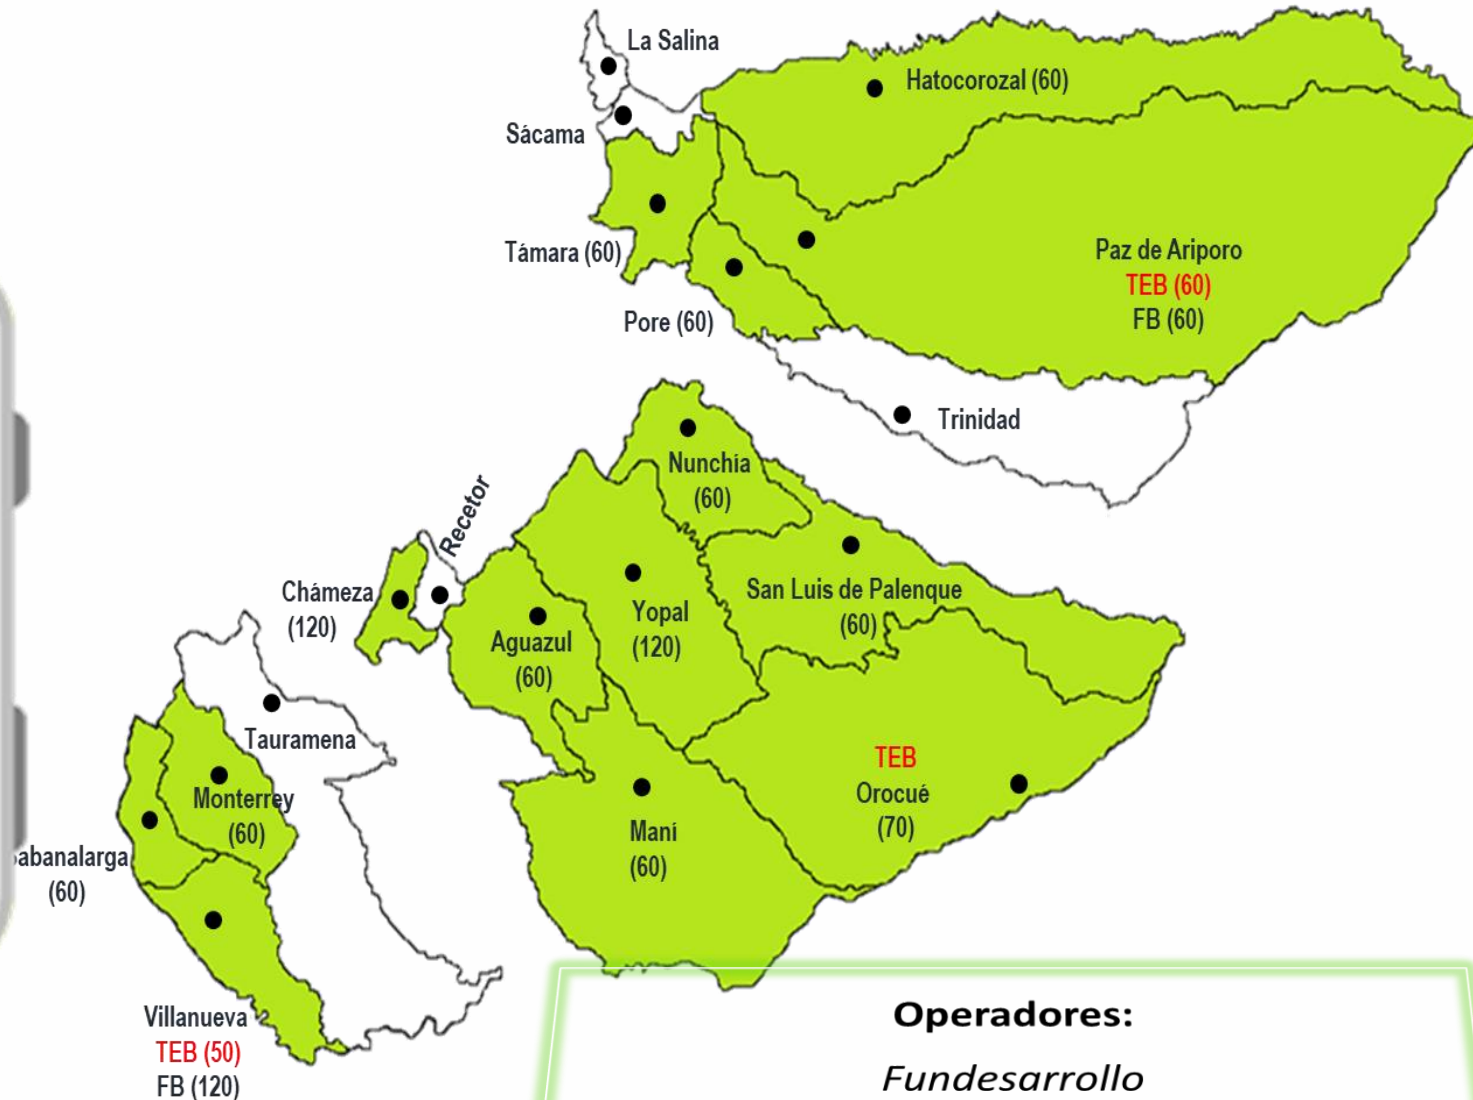 La Salina
Hatocorozal (60)
Sácama
Támara (60)
Paz de Ariporo
TEB (60)
FB (60)
Pore (60)
Trinidad
Nunchía
(60)
Recetor
Chámeza
(120)
San Luis de Palenque
(60)
Yopal
(120)
Aguazul
(60)
Tauramena
TEB
Orocué
(70)
Monterrey
(60)
Maní
(60)
abanalarga
(60)
Villanueva
TEB (50)
FB (120)
Operadores:
Fundesarrollo